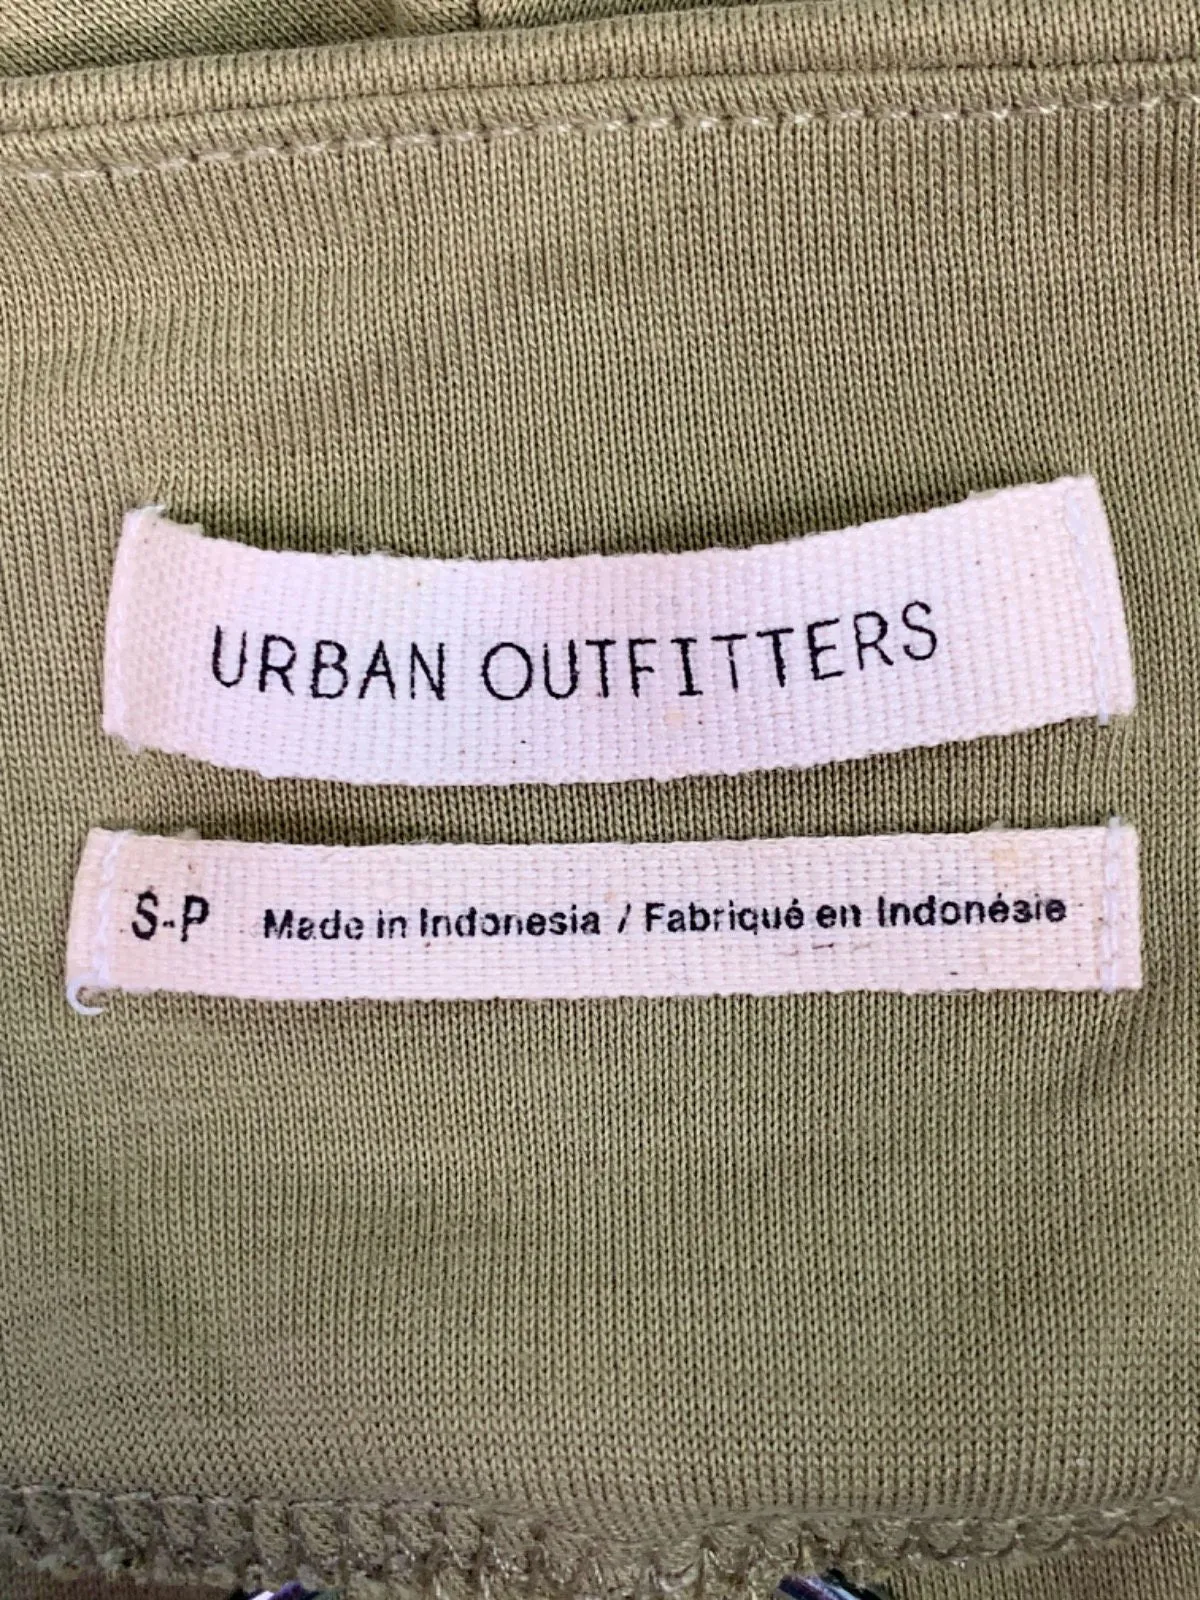 URBAN OUTFITTERS
S-P Made in Indonesia / Fabriqué en Indonésie